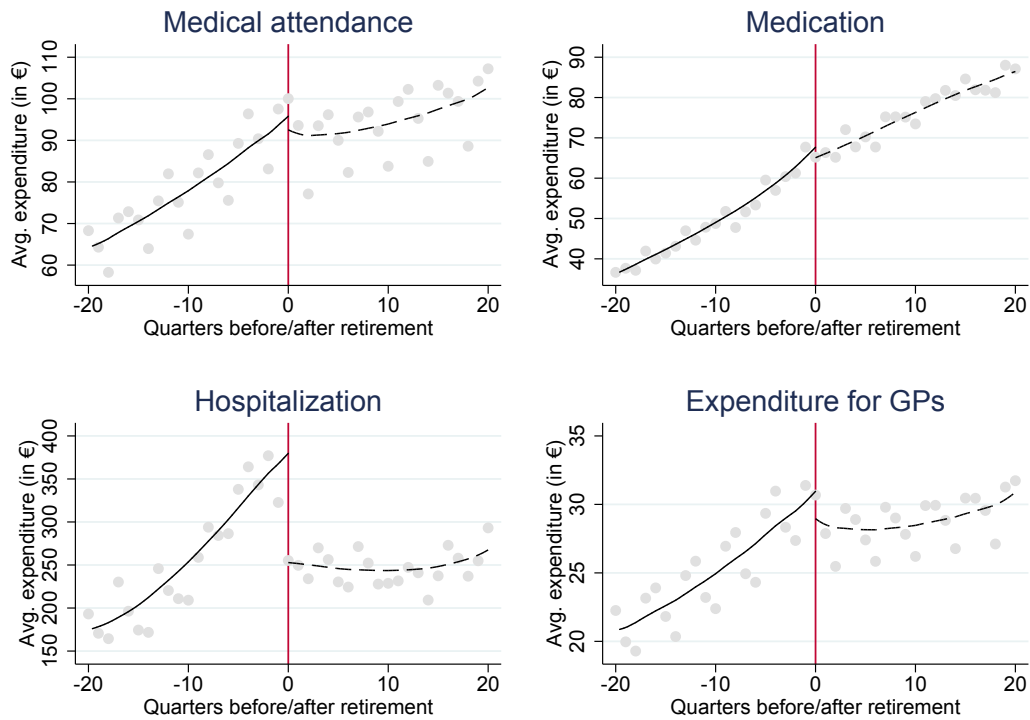 Medical attendance
Avg. expenditure (in €)
60 70 80 90 100 110
-20 -10 0 10 20
Quarters before/after retirement
Medication
Avg. expenditure (in €)
40 50 60 70 80 90
-20 -10 0 10 20
Quarters before/after retirement
Hospitalization
Avg. expenditure (in €)
150 200 250 300 350 400
-20 -10 0 10 20
Quarters before/after retirement
Expenditure for GPs
Avg. expenditure (in €)
20 25 30 35
-20 -10 0 10 20
Quarters before/after retirement